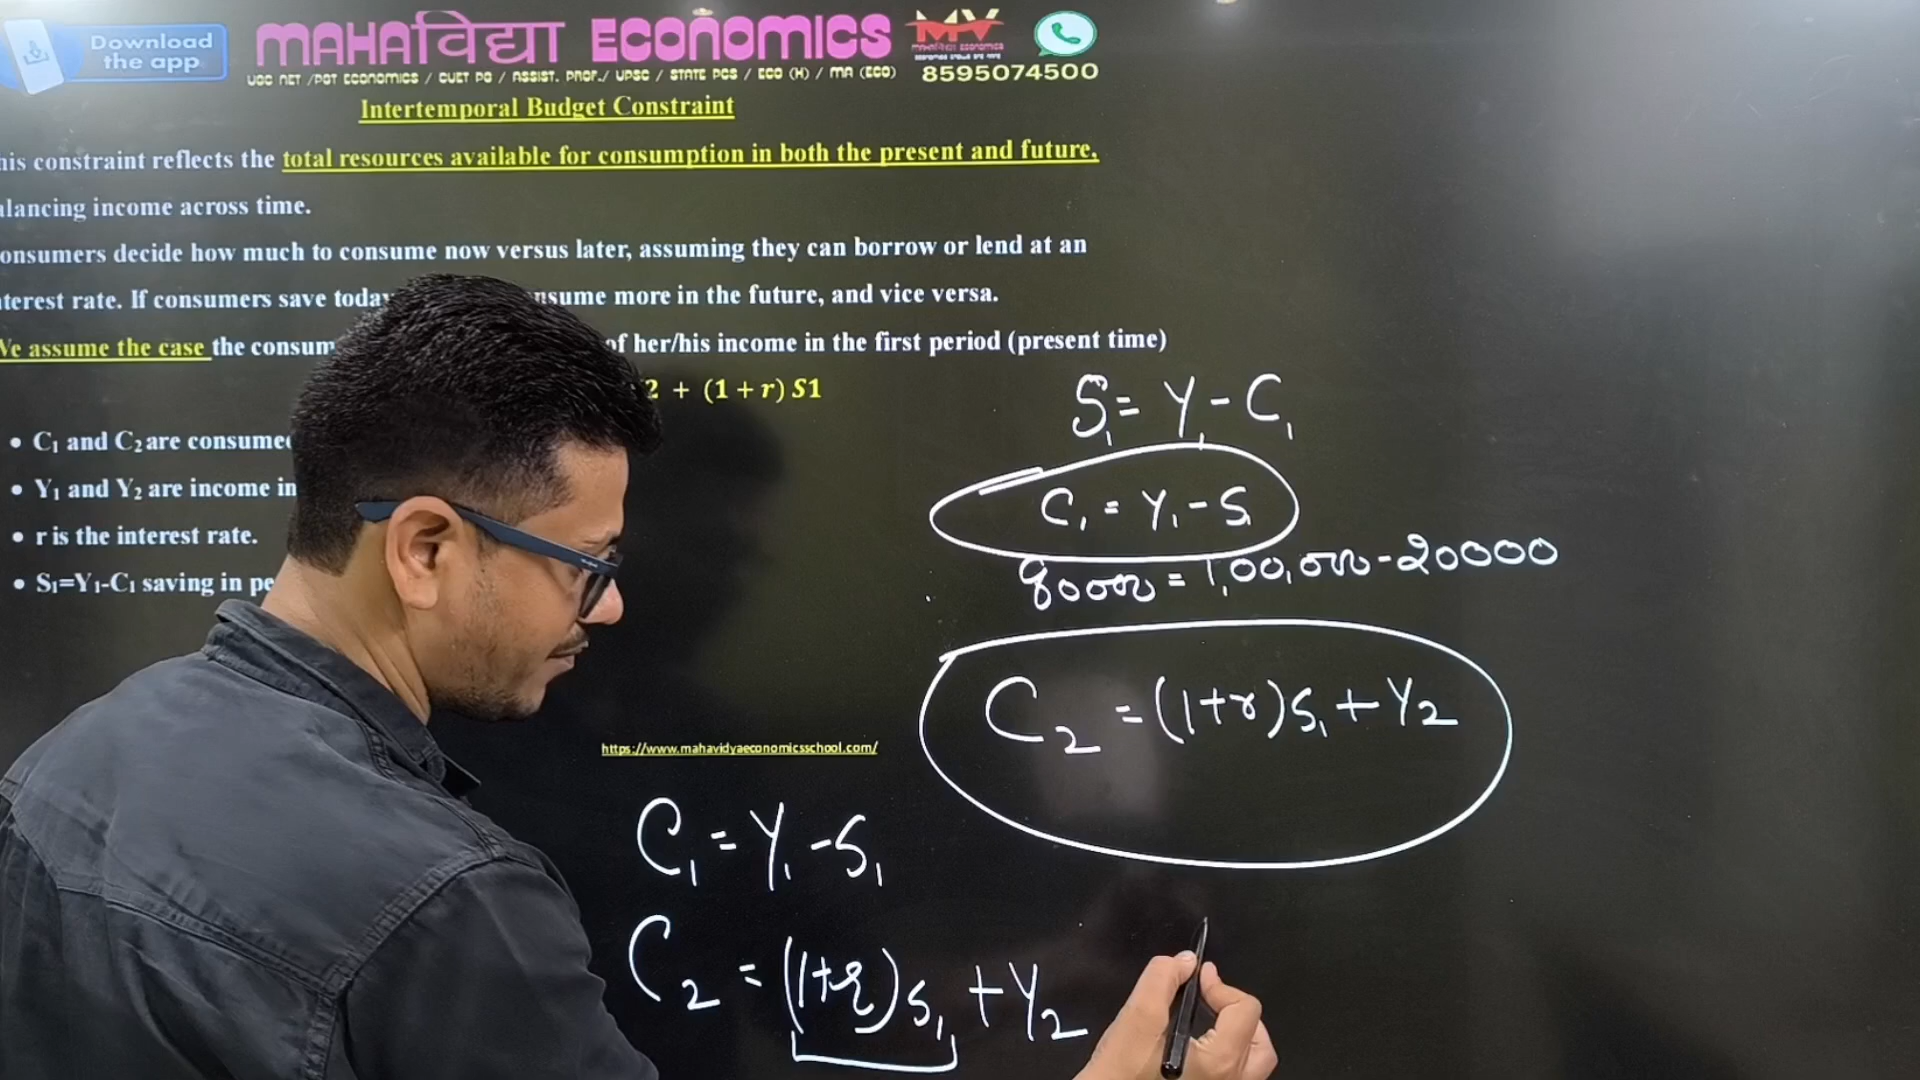 Download
the app
MAHAविद्या ECONOMICS
MV
UGC NET /PGT ECONOMICS / CUET PG / ASSIST. PROF./ UPSC / STATE PCS / ECO (H) / MA (ECO)
8595074500
Intertemporal Budget Constraint
his constraint reflects the total resources available for consumption in both the present and future,
alancing income across time.
onsumers decide how much to consume now versus later, assuming they can borrow or lend at an
terest rate. If consumers save today nsume more in the future, and vice versa.
We assume the case the consum of her/his income in the first period (present time)
2 + (1 + r) S1
• C₁ and C₂ are consumed
• Y₁ and Y₂ are income in
• r is the interest rate.
• S₁=Y₁-C₁ saving in pe
S₁ = Y₁ - C₁
C₁ = Y₁ - S₁
80000 = 1,00,000 - 20000
C₂ = (1+r)S₁ + Y₂
https://www.mahavidyaeconomicsschool.com/
C₁ = Y₁ - S₁
C₂ = (1+r)S₁ + Y₂